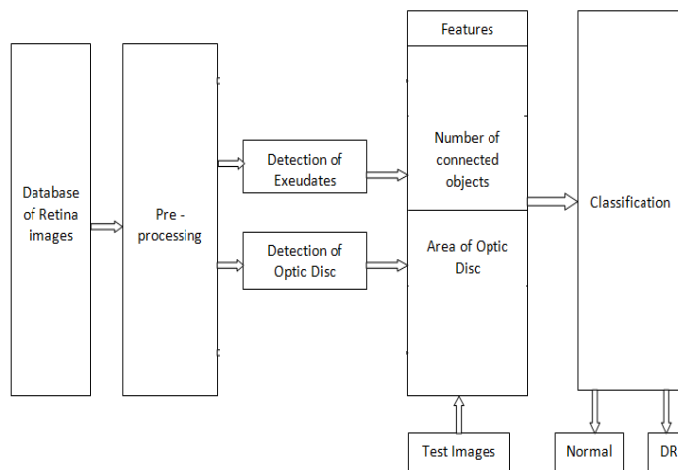 Database
of Retina
images
Pre -
processing
Detection of
Exeudates
Detection of
Optic Disc
Features
Number of
connected
objects
Area of Optic
Disc
Test Images
Classification
Normal
DR